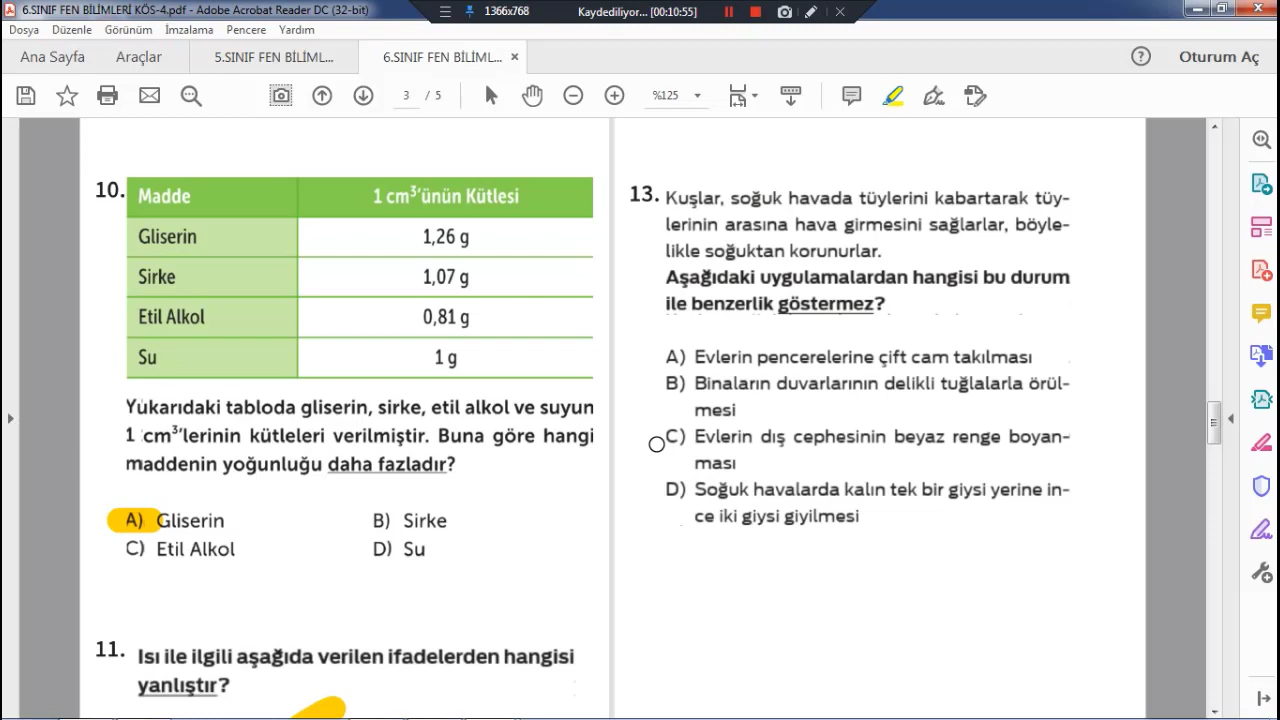 6.SINIF FEN BİLİMLERİ KÖS-4.pdf - Adobe Acrobat Reader DC (32-bit)
1366x768
Kaydediliyor... (00:10:55)
Dosya Düzenle Görünüm İmzalama Pencere Yardım
Ana Sayfa Araçlar 5.SINIF FEN BİLİML... 6.SINIF FEN BİLİML... × Oturum Aç
3 / 5 %125
10.
Madde 1 cm³'ünün Kütlesi
Gliserin 1,26 g
Sirke 1,07 g
Etil Alkol 0,81 g
Su 1 g
Yukarıdaki tabloda gliserin, sirke, etil alkol ve suyun
1 cm³'lerinin kütleleri verilmiştir. Buna göre hangi
maddenin yoğunluğu daha fazladır?
A) Gliserin B) Sirke
C) Etil Alkol D) Su
11. Isı ile ilgili aşağıda verilen ifadelerden hangisi
yanlıştır?
13. Kuşlar, soğuk havada tüylerini kabartarak tüy-
lerinin arasına hava girmesini sağlarlar, böyle-
likle soğuktan korunurlar.
Aşağıdaki uygulamalardan hangisi bu durum
ile benzerlik göstermez?
A) Evlerin pencerelerine çift cam takılması
B) Binaların duvarlarının delikli tuğlalarla örül-
mesi
C) Evlerin dış cephesinin beyaz renge boyan-
ması
D) Soğuk havalarda kalın tek bir giysi yerine in-
ce iki giysi giyilmesi